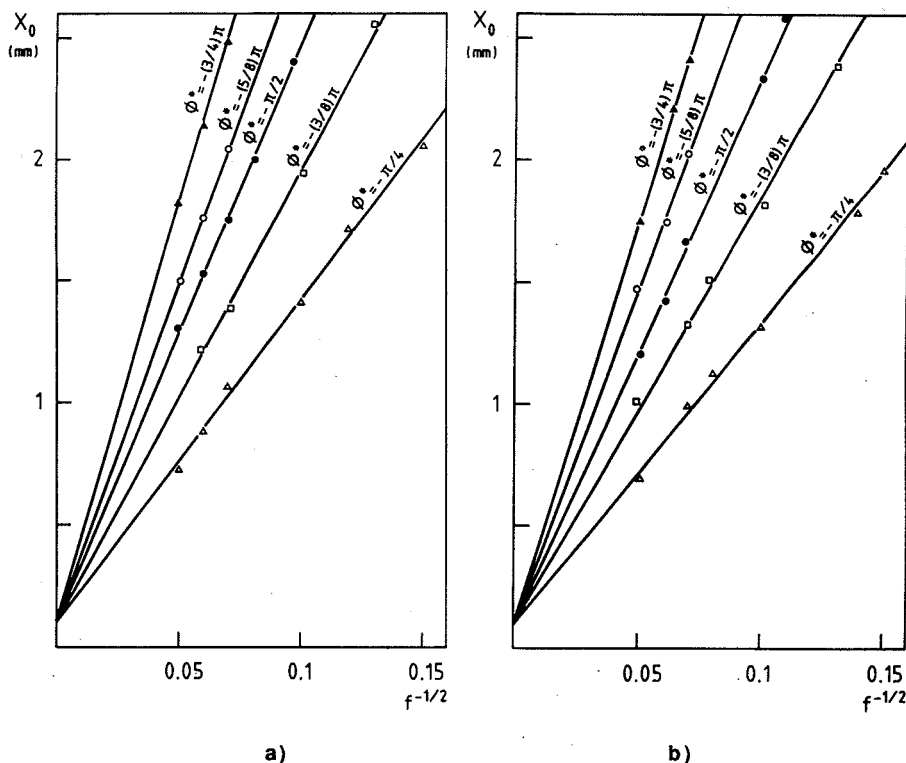 X₀
(mm)
2
1
0.05
0.1
0.15
f⁻¹/²
ϕ* = -(3/4)π
ϕ* = -(5/8)π
ϕ* = -π/2
ϕ* = -(3/8)π
ϕ* = -π/4
a)
X₀
(mm)
2
1
0.05
0.1
0.15
f⁻¹/²
ϕ* = -(3/4)π
ϕ* = -(5/8)π
ϕ* = -π/2
ϕ* = -(3/8)π
ϕ* = -π/4
b)